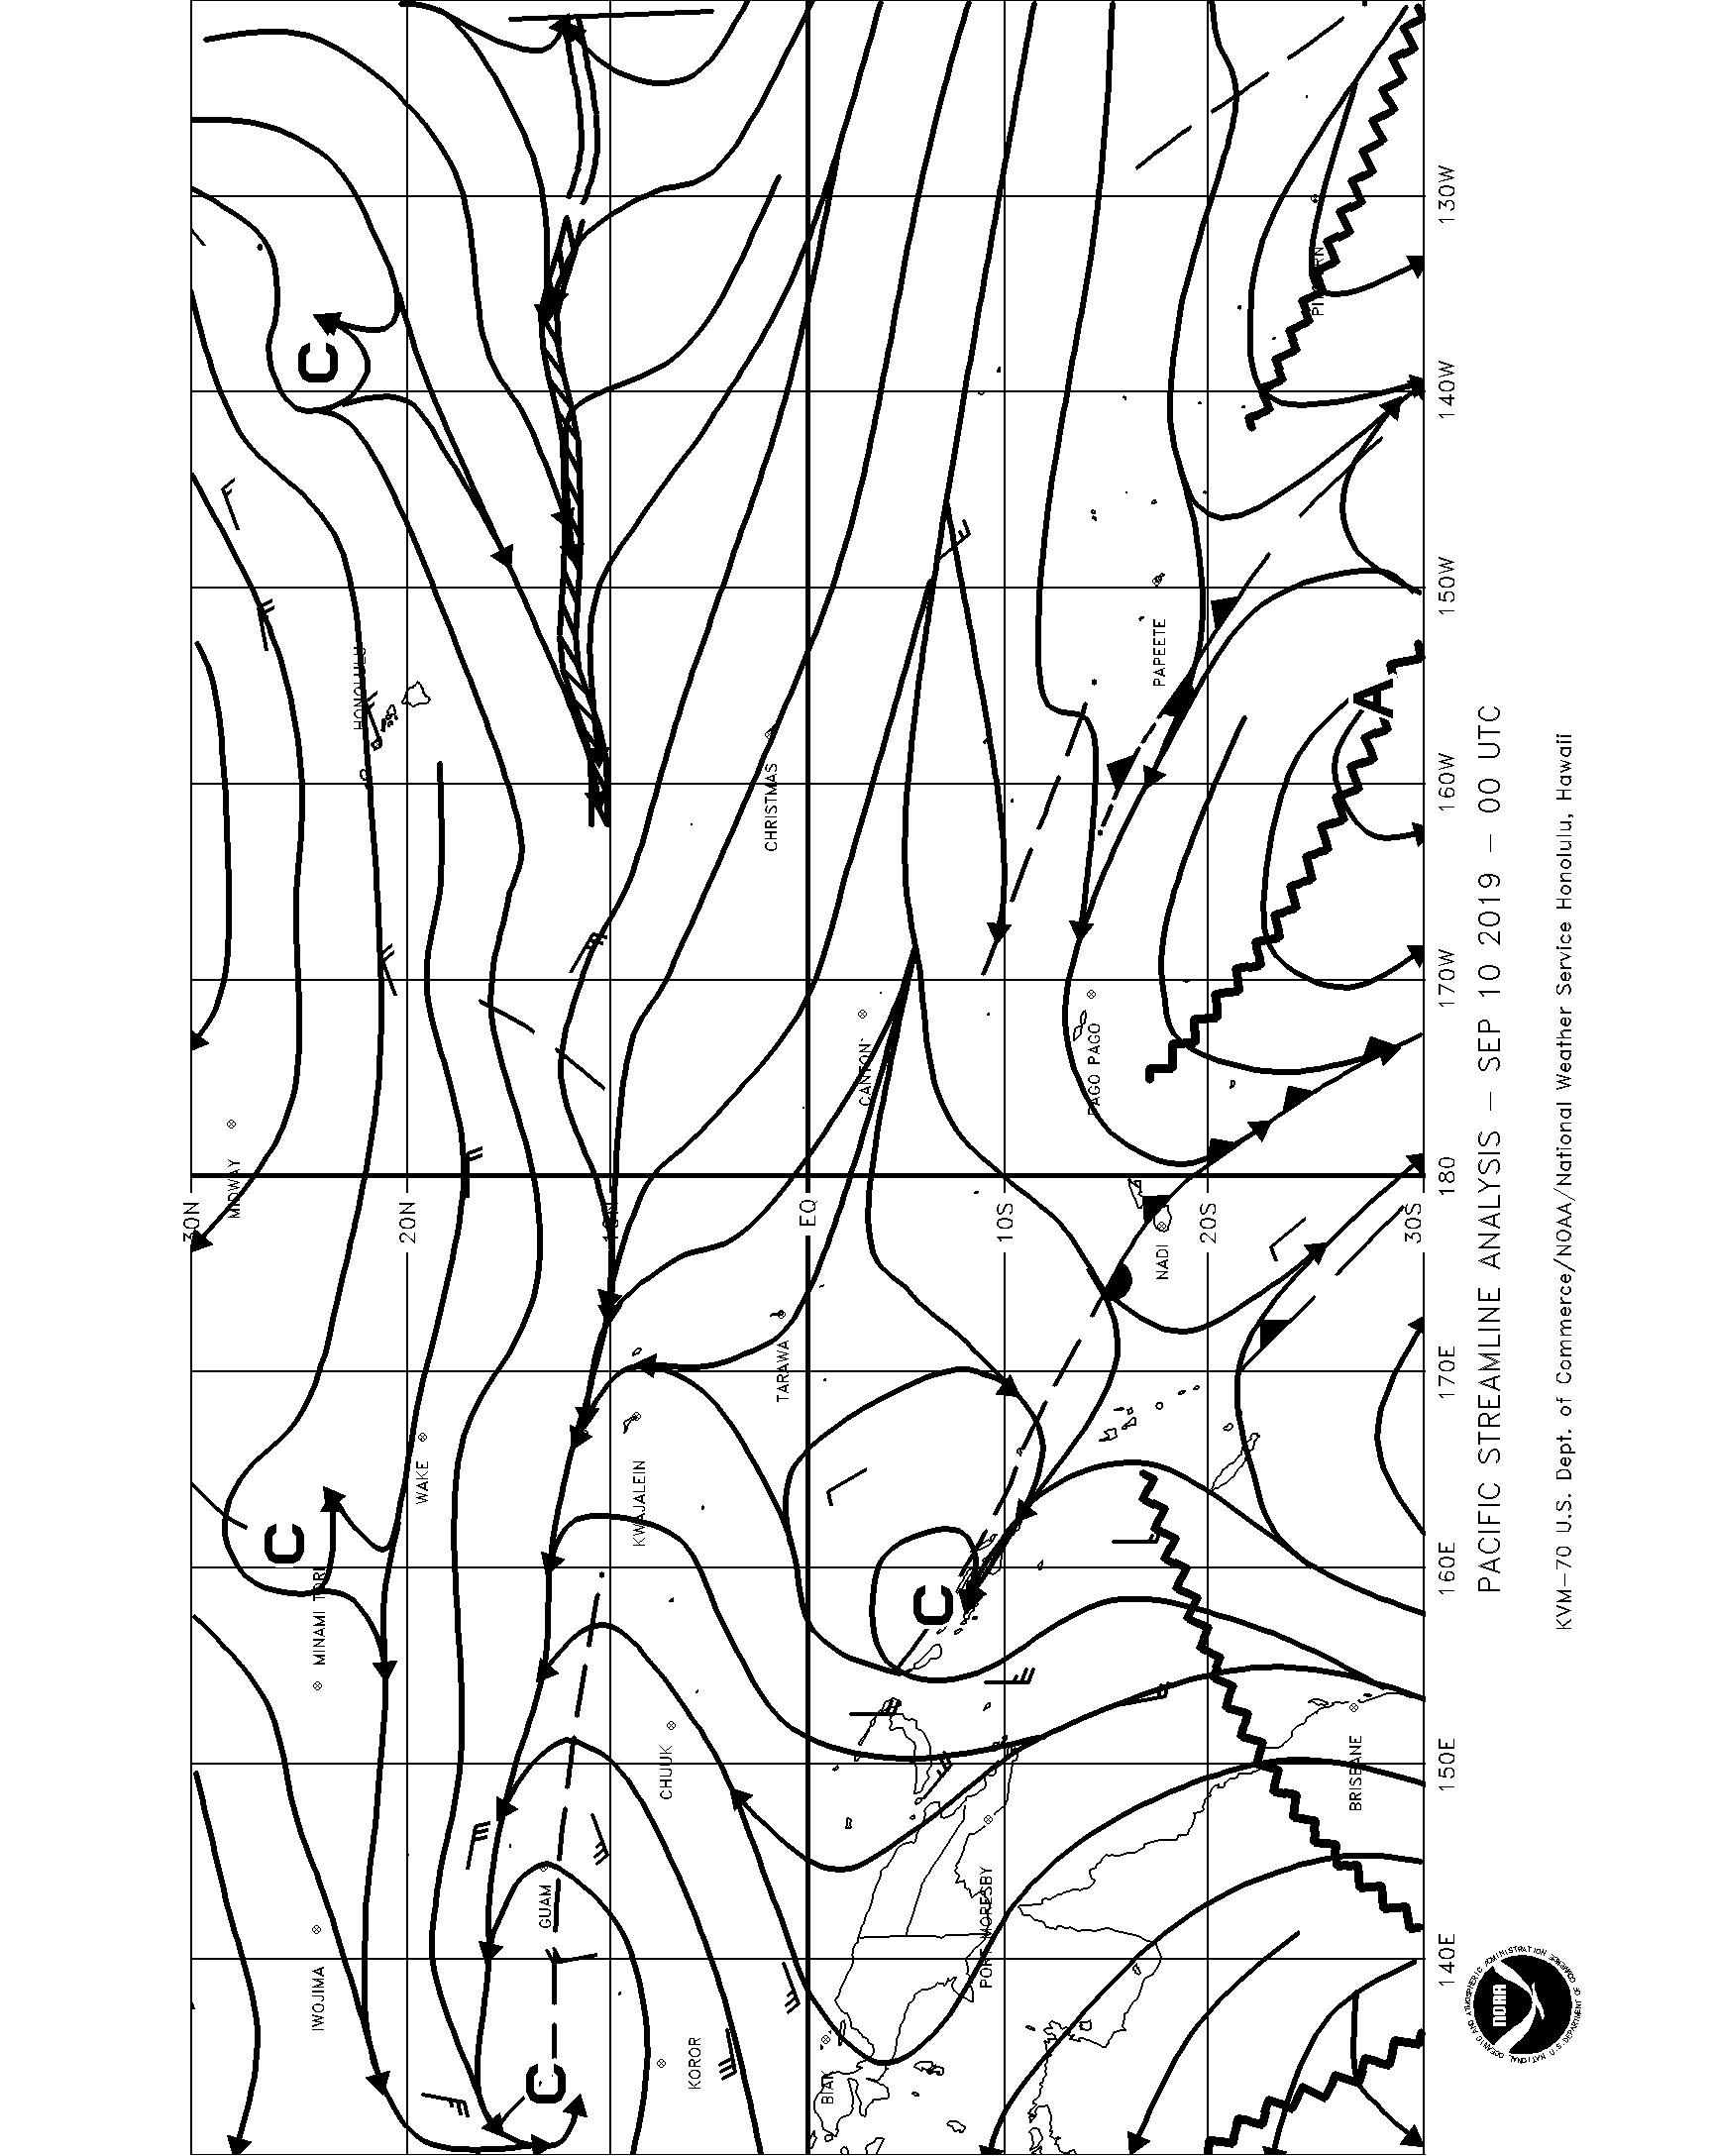 30N
20N
10N
EQ
10S
20S
30S
130W
140W
150W
160W
170W
180
170E
160E
150E
140E
HONOLULU
MIDWAY
WAKE
MINAMI TORI
IWOJIMA
GUAM
KWAJALEIN
CHUUK
KOROR
CHRISTMAS
CANTON
TARAWA
BIAK
PORT MORESBY
PAPEETE
PAGO PAGO
NADI
BRISBANE
C
C
C
C
A
PACIFIC STREAMLINE ANALYSIS – SEP 10 2019 – 00 UTC
KVM–70 U.S. Dept. of Commerce/NOAA/National Weather Service Honolulu, Hawaii
NOAA
NATIONAL OCEANIC AND ATMOSPHERIC ADMINISTRATION
U.S. DEPARTMENT OF COMMERCE